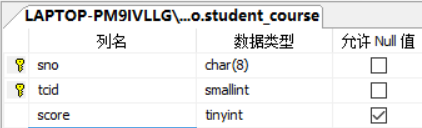 LAPTOP-PM9IVLLG\...o.student_course
列名 数据类型 允许 Null 值
sno char(8)
tcid smallint
score tinyint